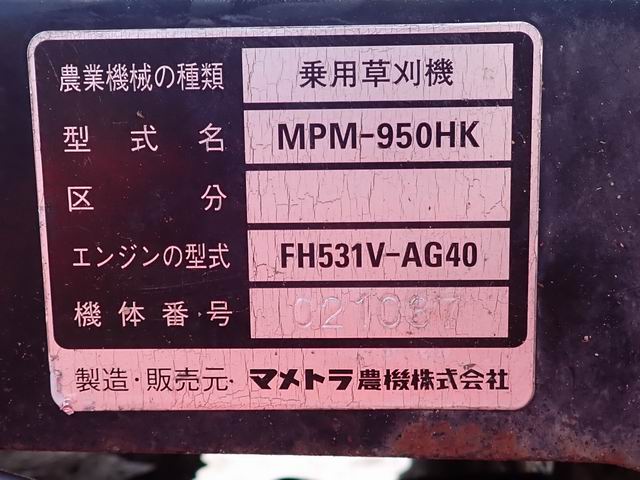 農業機械の種類 乗用草刈機
型式名 MPM-950HK
区分
エンジンの型式 FH531V-AG40
機体番号 021037
製造・販売元・マメトラ農機株式会社